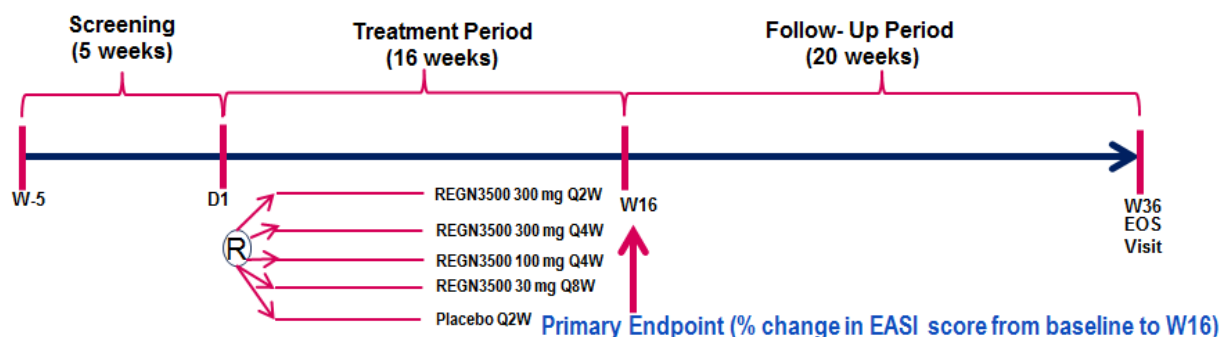 Screening
(5 weeks)
Treatment Period
(16 weeks)
Follow- Up Period
(20 weeks)
W-5
D1
W16
W36
EOS
Visit
R
REGN3500 300 mg Q2W
REGN3500 300 mg Q4W
REGN3500 100 mg Q4W
REGN3500 30 mg Q8W
Placebo Q2W
Primary Endpoint (% change in EASI score from baseline to W16)